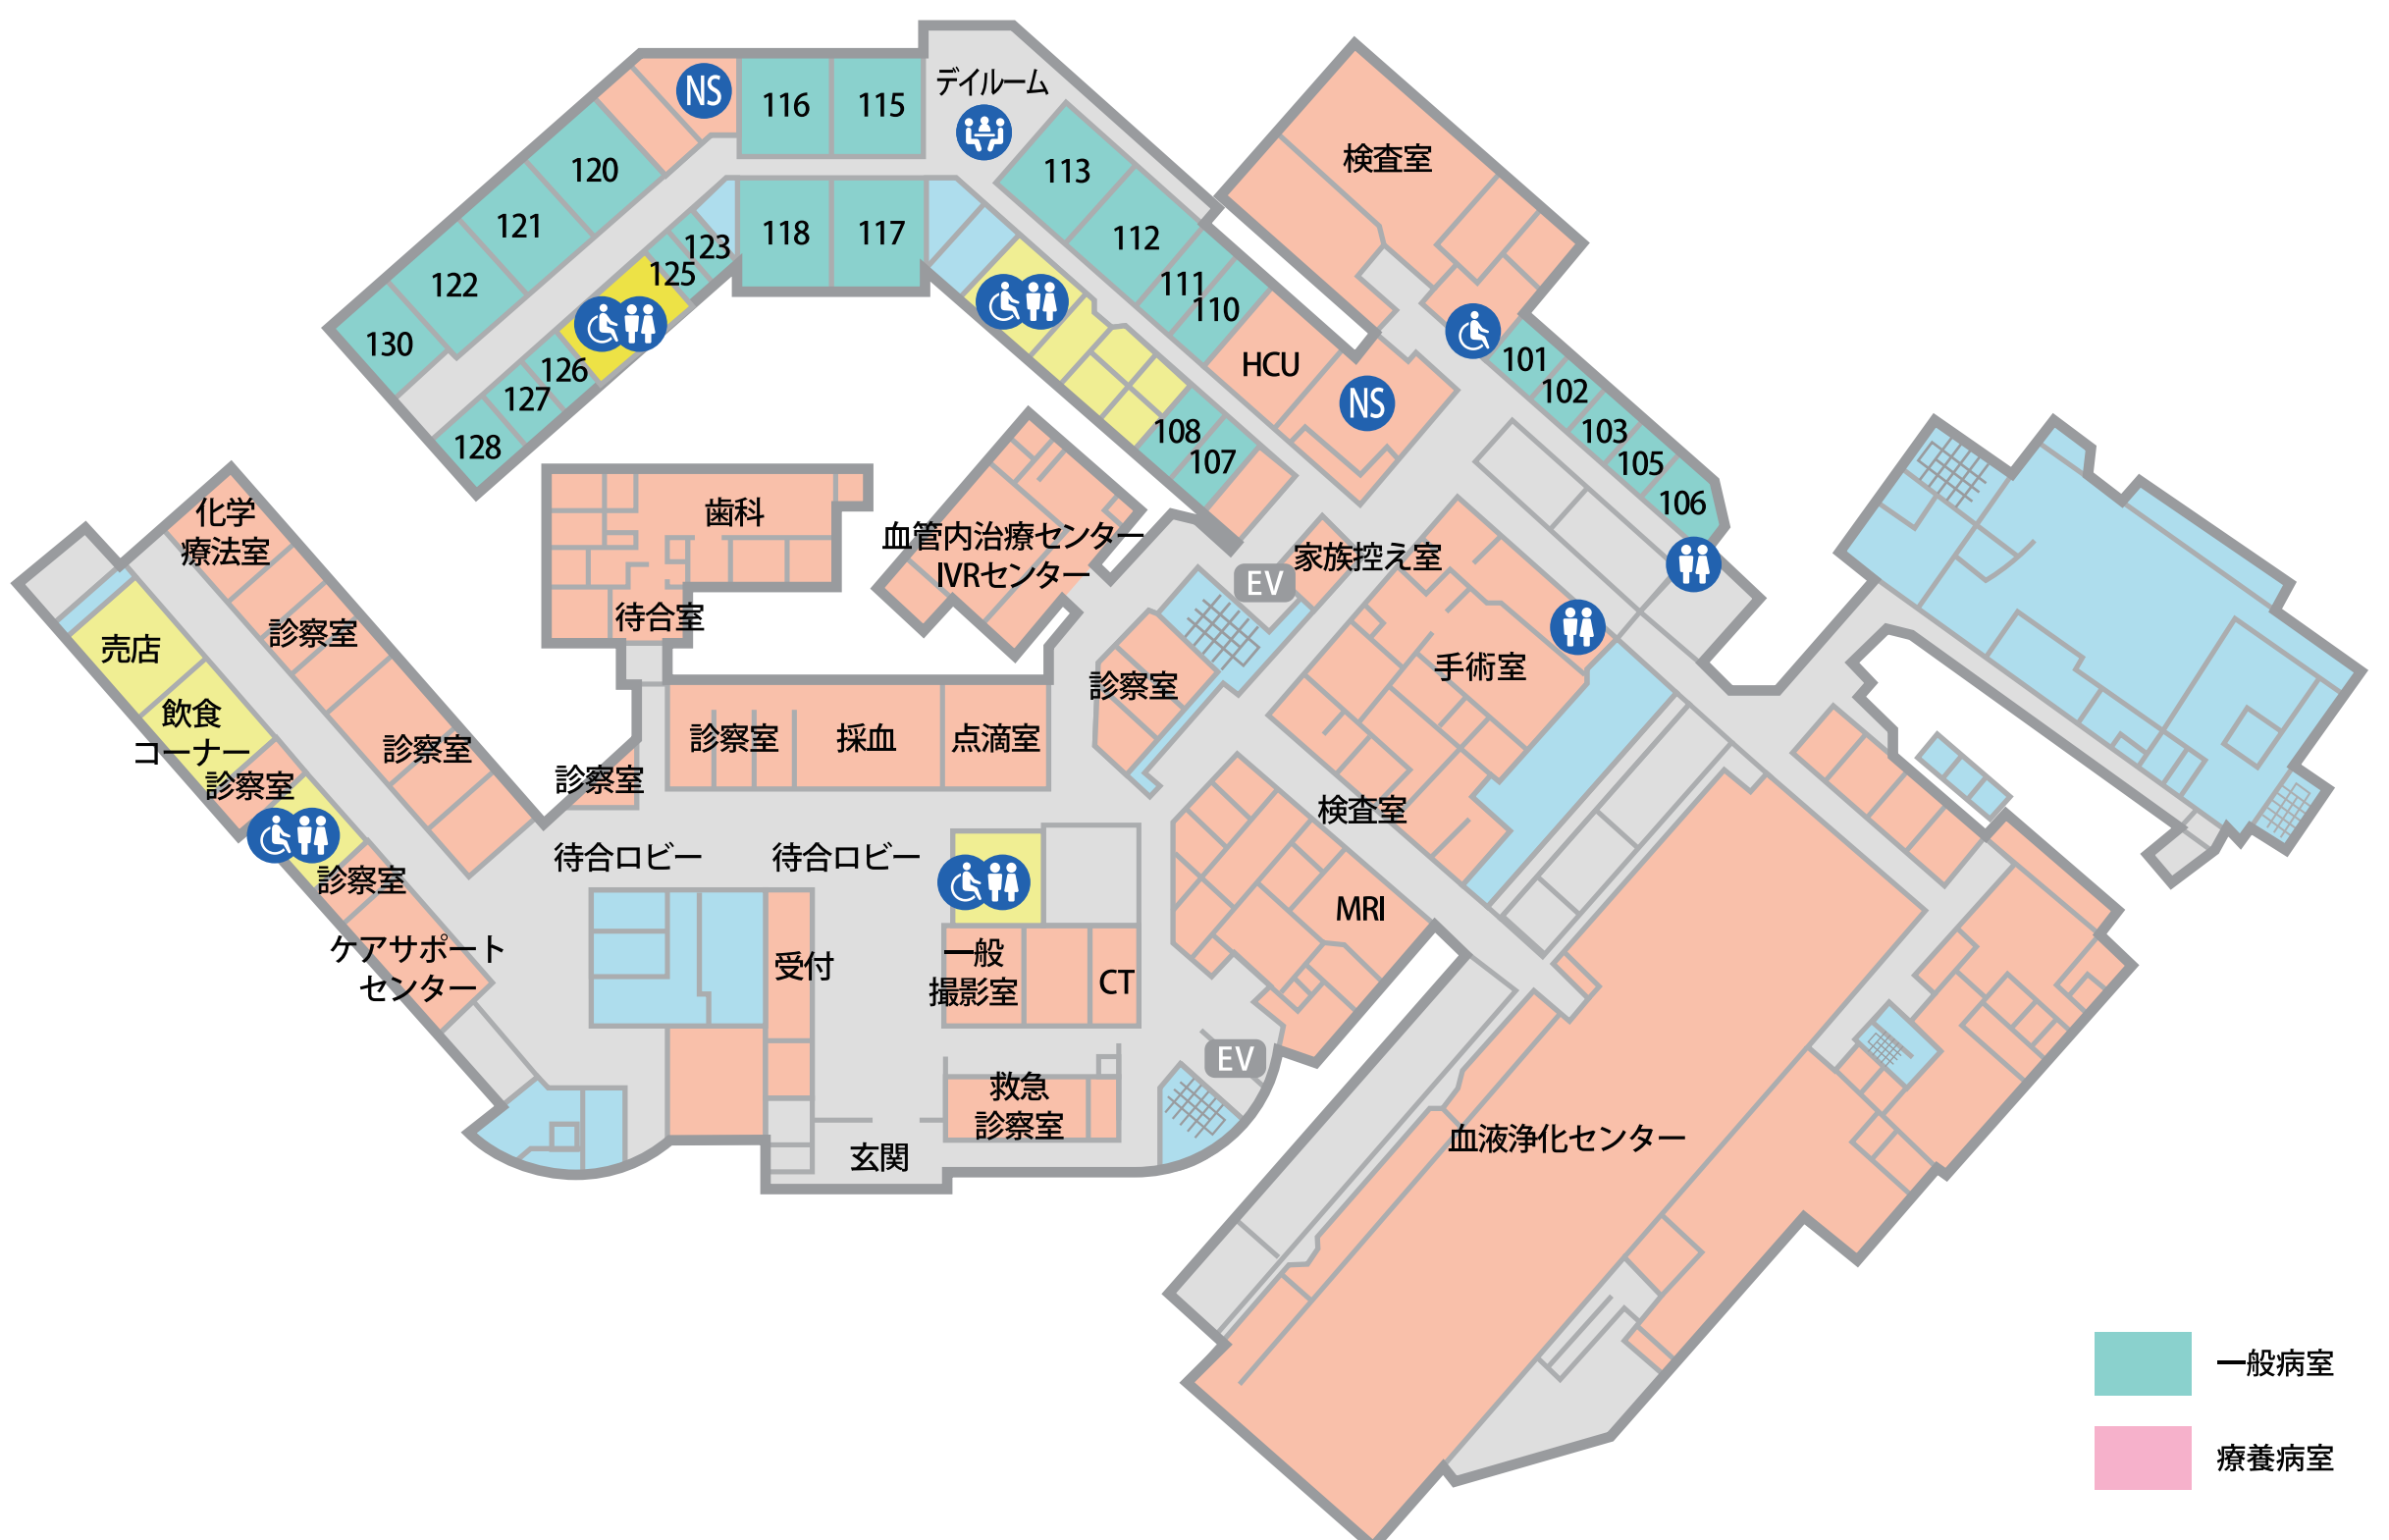 NS
116
115
デイルーム
検査室
120
113
121
118
117
112
123
125
122
111
110
130
126
HCU
NS
101
102
127
128
108
107
103
105
106
化学
療法室
歯科
血管内治療センター
IVRセンター
家族控え室
EV
待合室
診察室
売店
手術室
診察室
飲食
コーナー
診察室
診察室
採血
点滴室
診察室
診察室
検査室
待合ロビー
待合ロビー
診察室
MRI
ケアサポート
センター
受付
一般
撮影室
CT
EV
救急
診察室
血液浄化センター
玄関
一般病室
療養病室